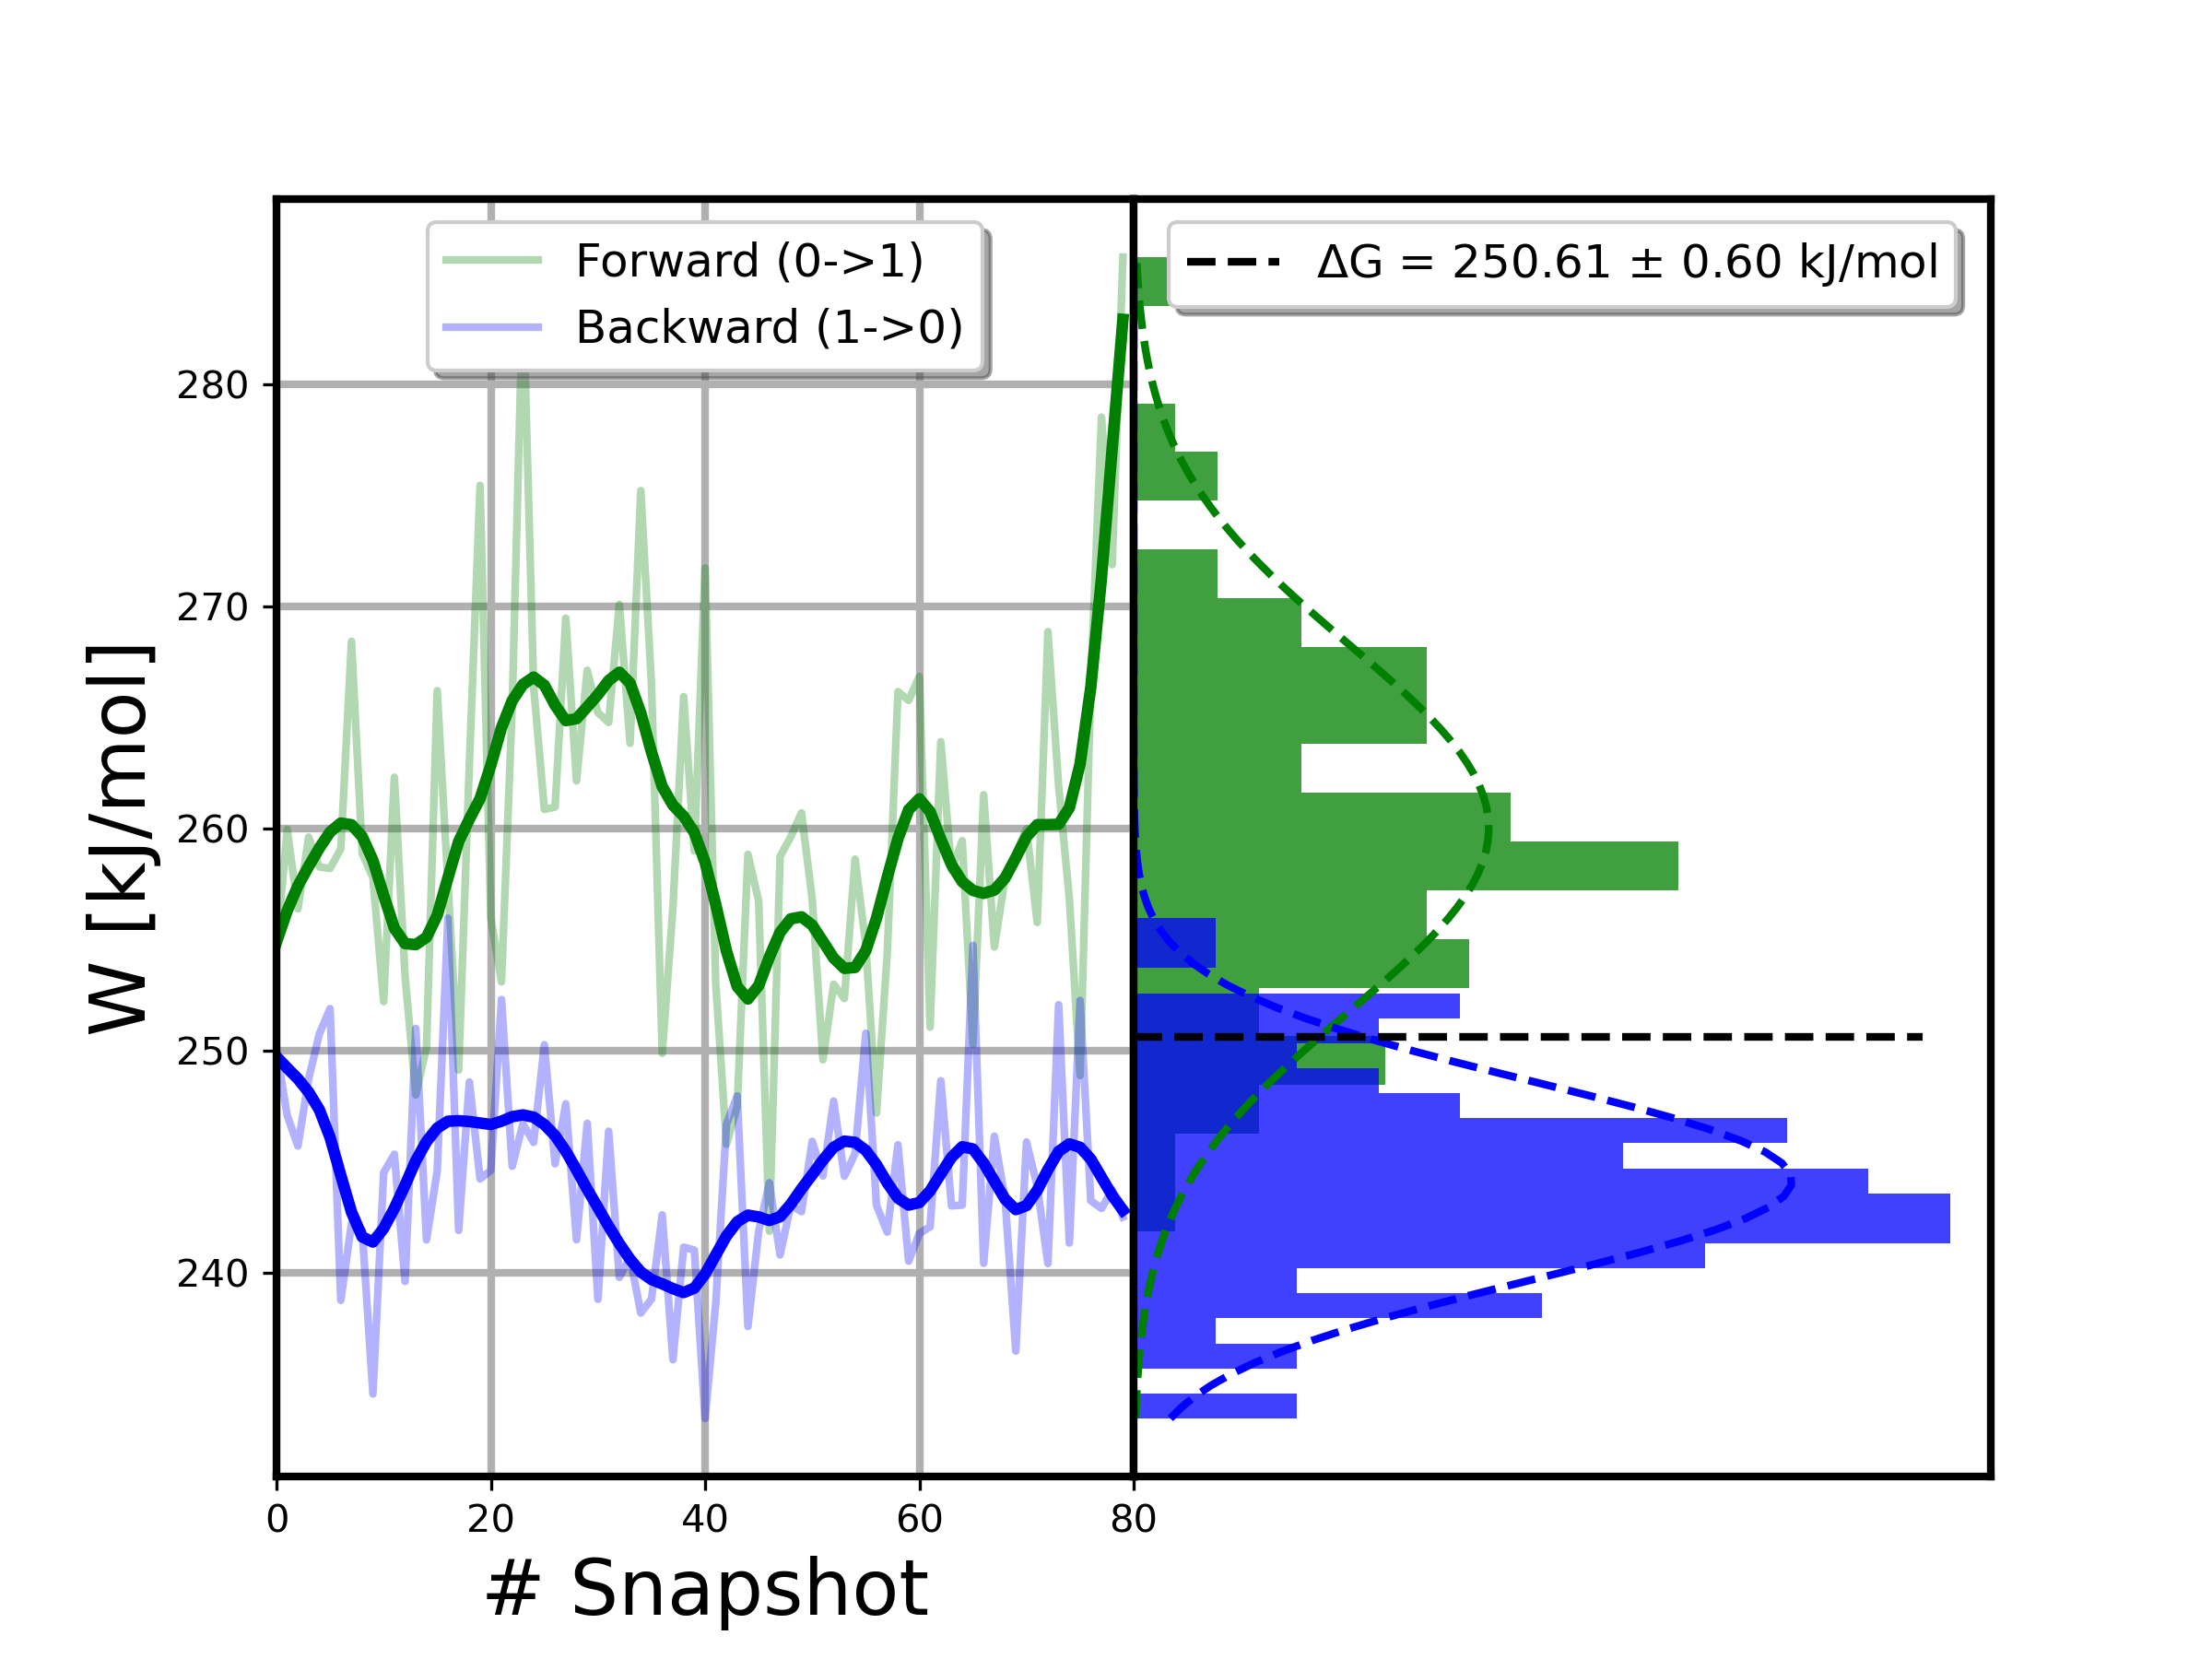 Forward (0->1)
Backward (1->0)
ΔG = 250.61 ± 0.60 kJ/mol
W [kJ/mol]
280
270
260
250
240
0 20 40 60 80
# Snapshot